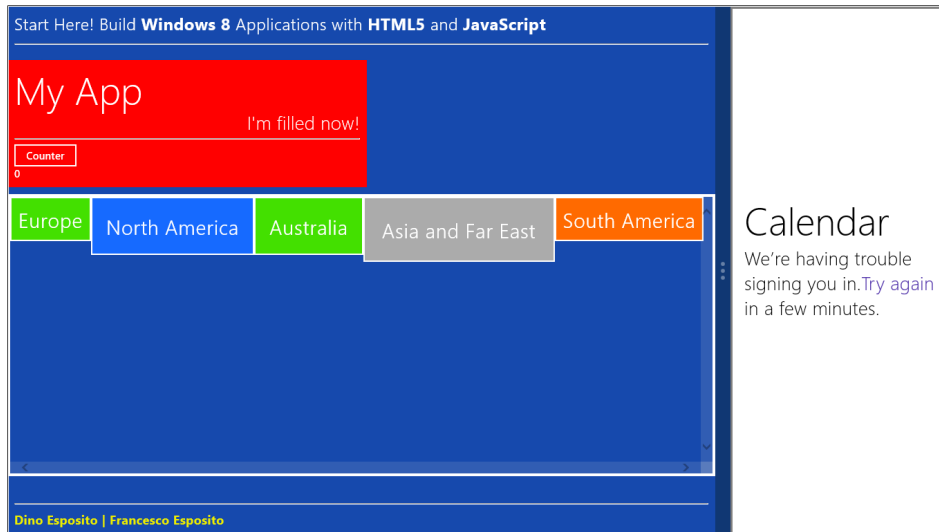 Start Here! Build Windows 8 Applications with HTML5 and JavaScript
My App
I'm filled now!
Counter
0
Europe
North America
Australia
Asia and Far East
South America
Dino Esposito | Francesco Esposito
Calendar
We’re having trouble
signing you in.Try again
in a few minutes.